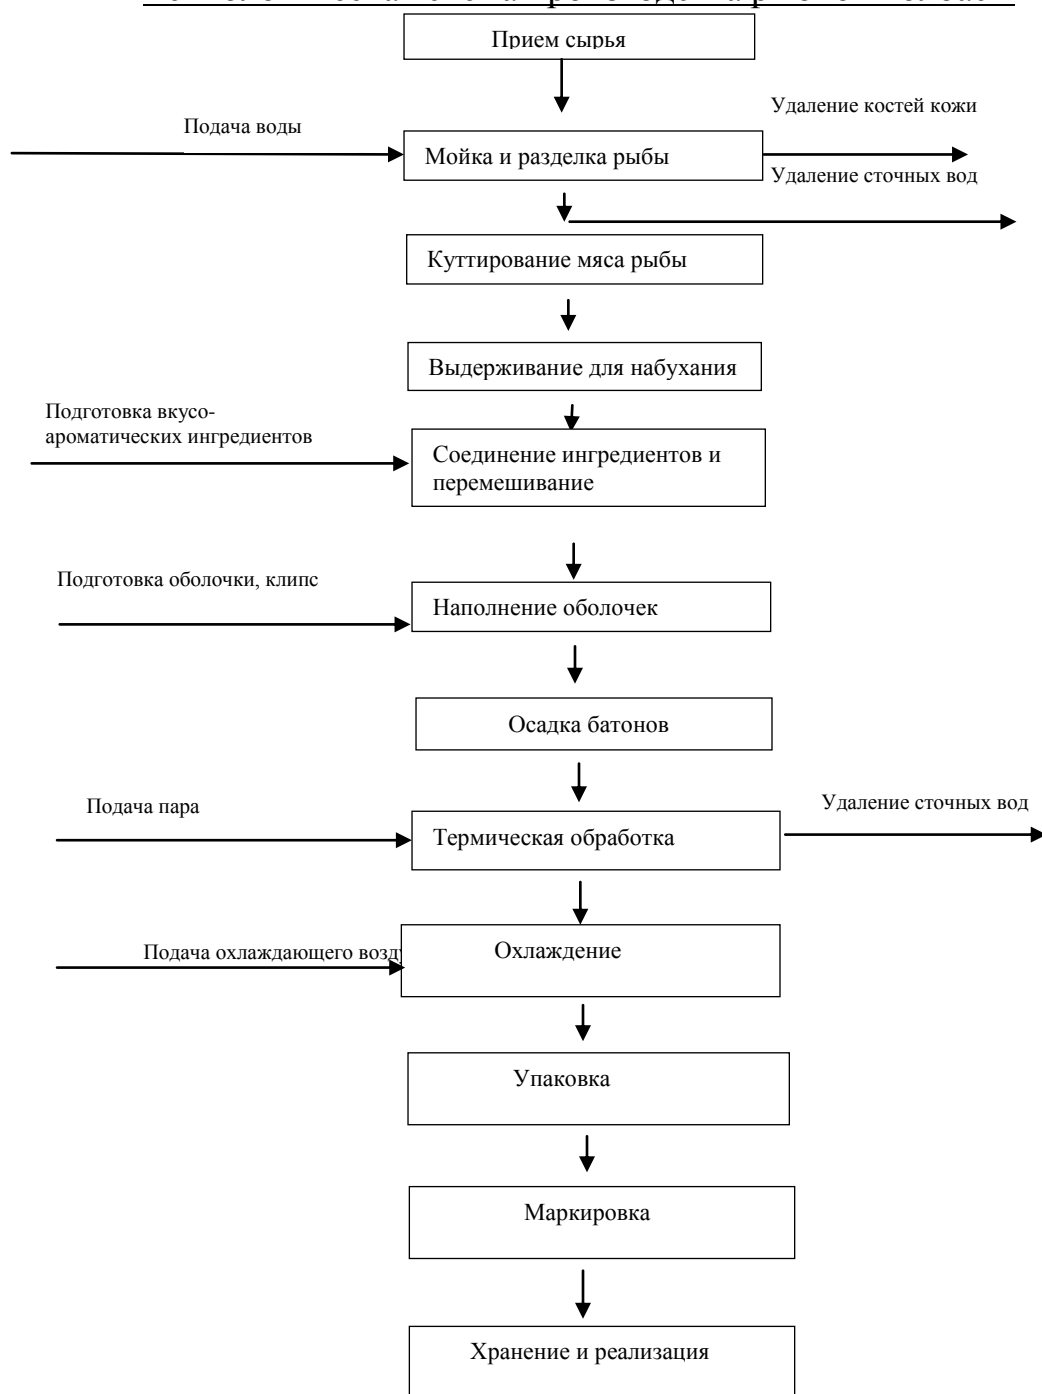 Прием сырья
Удаление костей кожи
Подача воды
Мойка и разделка рыбы
Удаление сточных вод
Куттирование мяса рыбы
Выдерживание для набухания
Подготовка вкусо-
ароматических ингредиентов
Соединение ингредиентов и
перемешивание
Подготовка оболочки, клипс
Наполнение оболочек
Осадка батонов
Подача пара
Удаление сточных вод
Термическая обработка
Подача охлаждающего
Охлаждение
Упаковка
Маркировка
Хранение и реализация